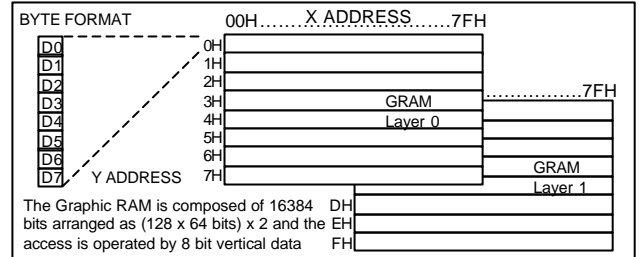 BYTE FORMAT
00H......X ADDRESS......7FH
D0
D1
D2
D3
D4
D5
D6
D7
0H
1H
2H
3H
4H
5H
6H
7H
Y ADDRESS
GRAM
Layer 0
..............7FH
GRAM
Layer 1
DH
EH
FH
The Graphic RAM is composed of 16384
bits arranged as (128 x 64 bits) x 2 and the
access is operated by 8 bit vertical data